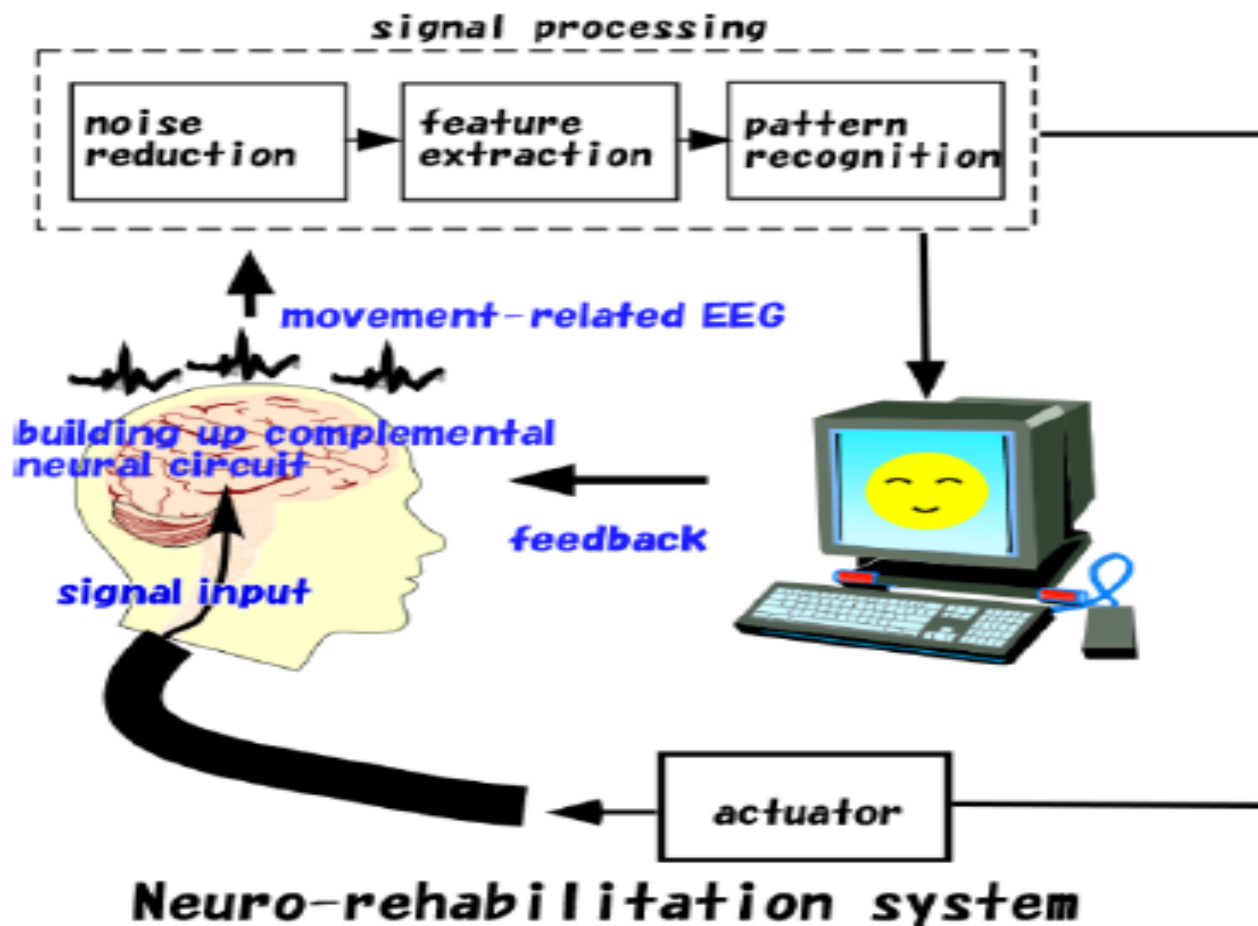 signal processing
noise
reduction
feature
extraction
pattern
recognition
movement-related EEG
building up complemental
neural circuit
feedback
signal input
actuator
Neuro-rehabilitation system